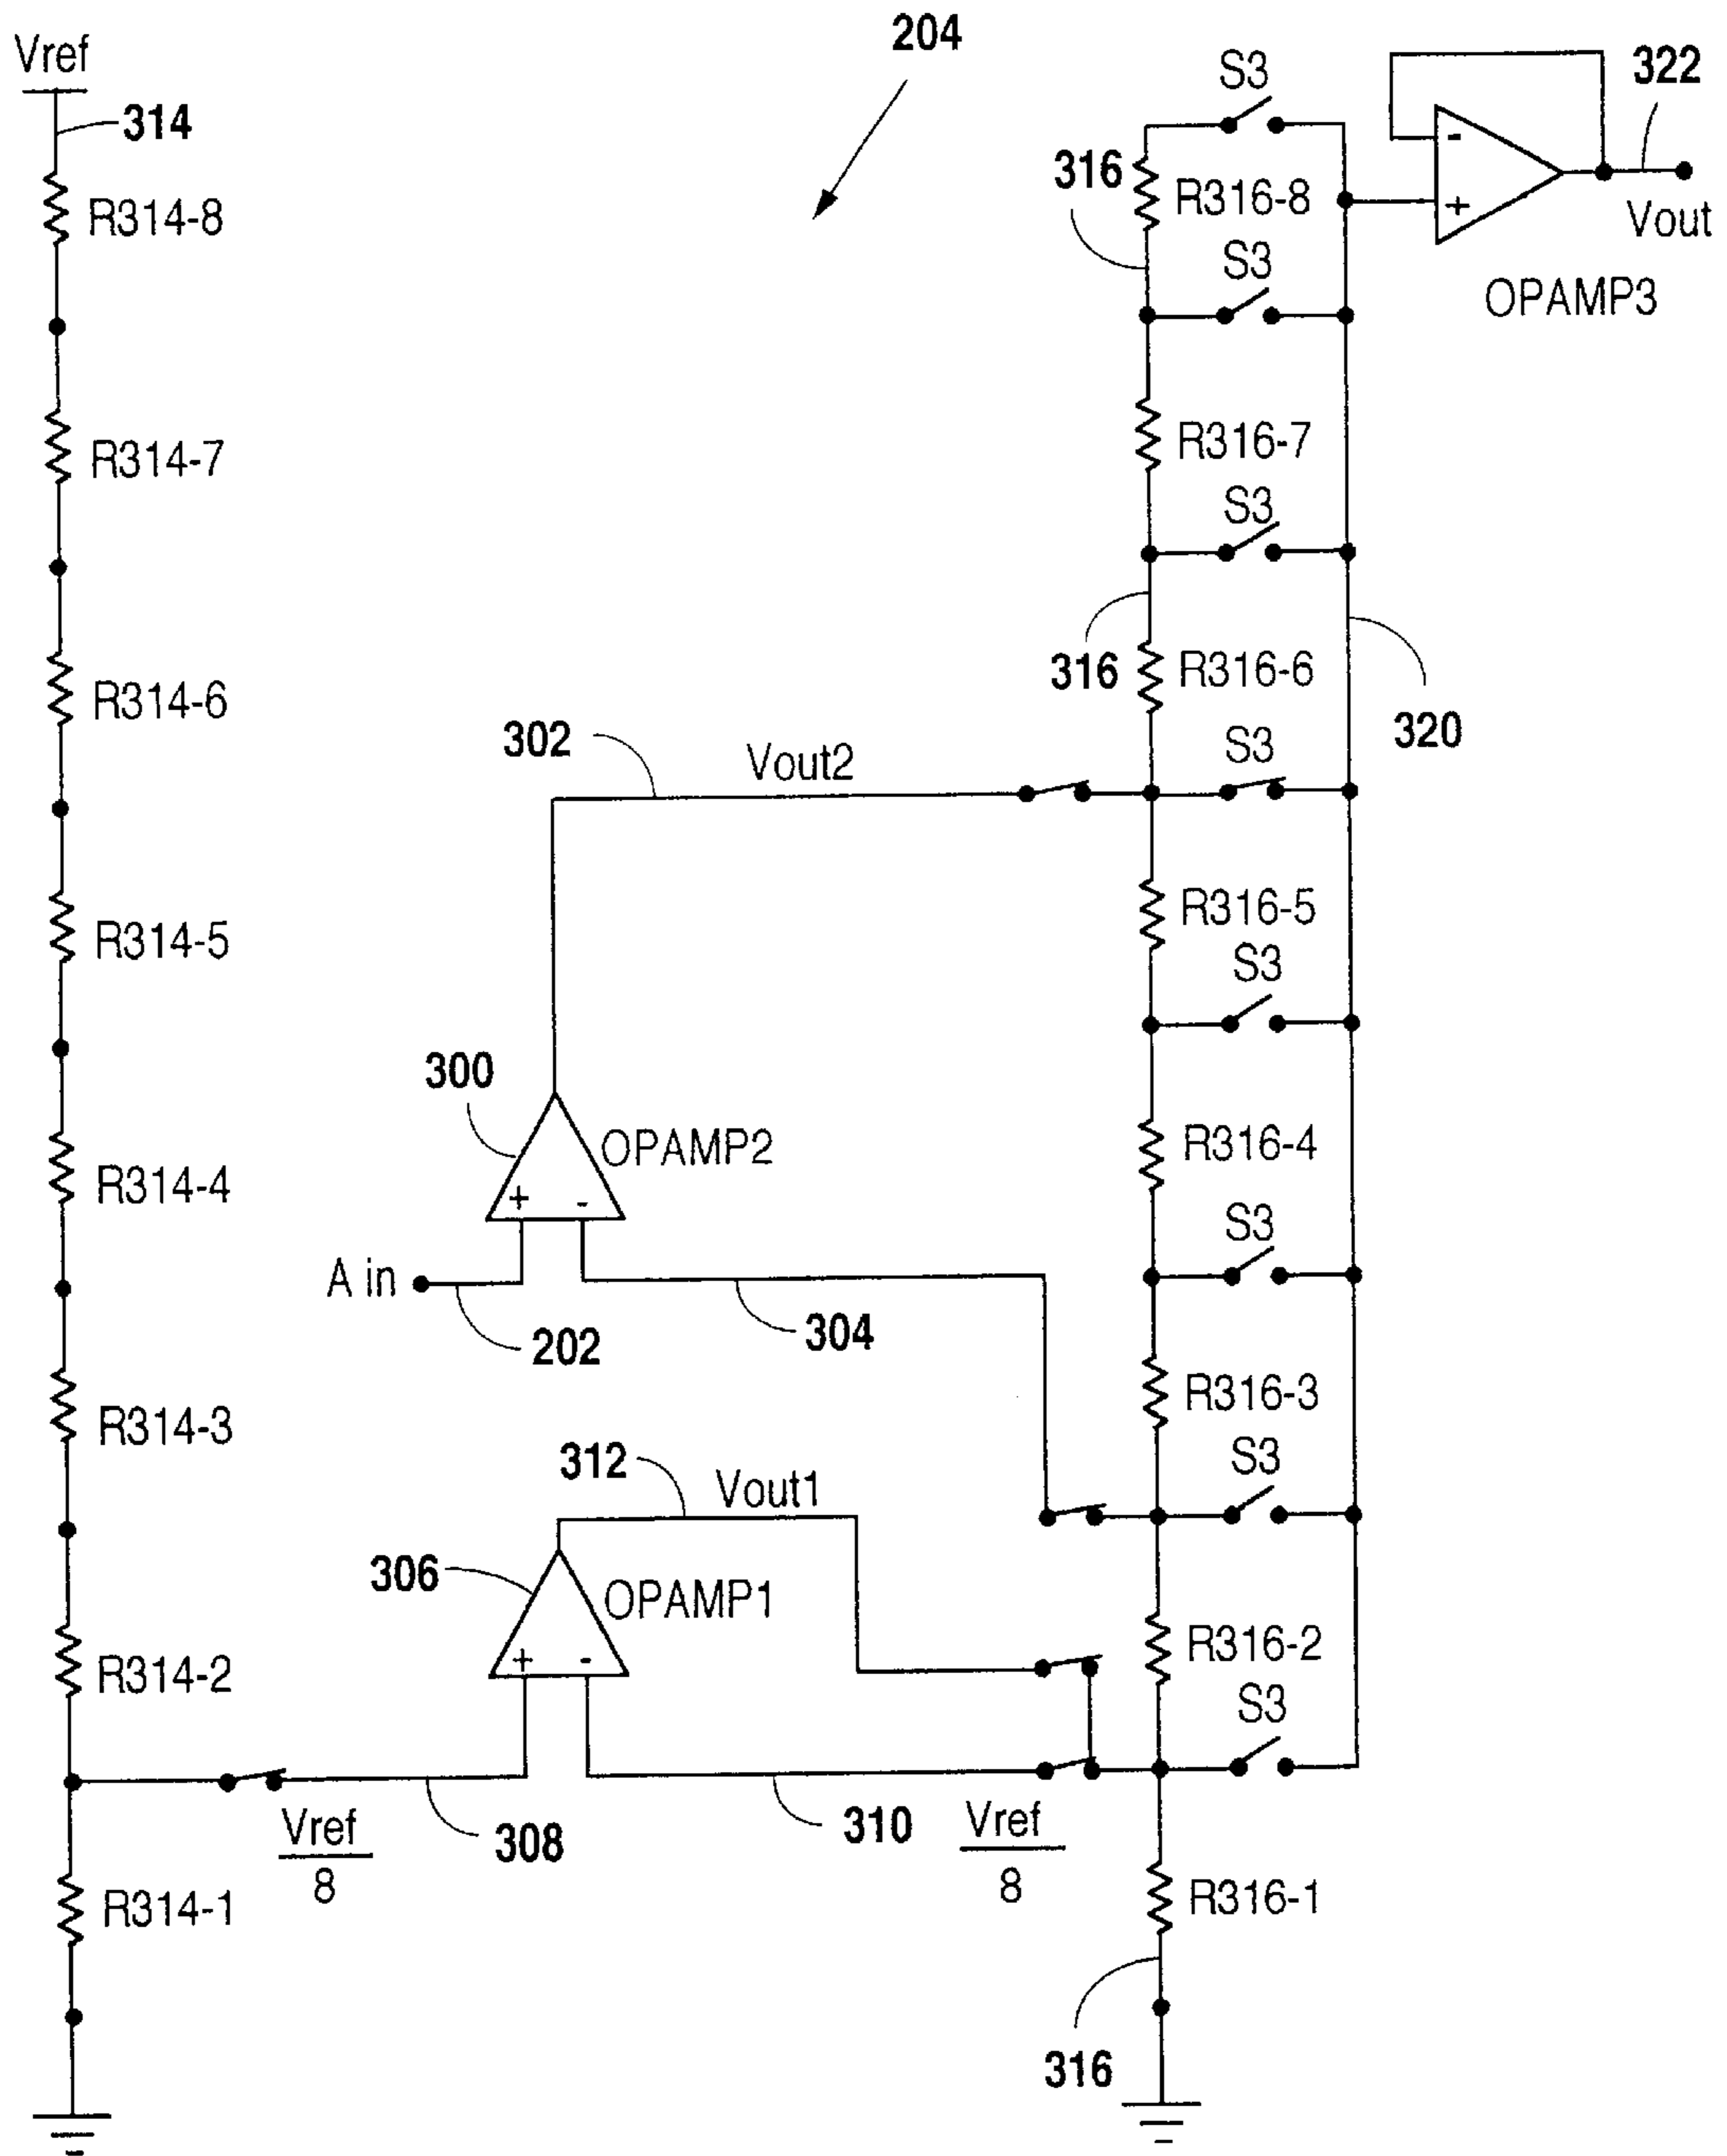 204
Vref
314
S3
322
316
R316-8
-
+
Vout
R314-8
S3
OPAMP3
R314-7
R316-7
S3
R314-6
316
R316-6
320
302
Vout2
S3
R314-5
R316-5
S3
300
OPAMP2
R316-4
R314-4
+
-
S3
A in
304
202
R314-3
R316-3
312
Vout1
S3
306
OPAMP1
R314-2
+
-
R316-2
S3
Vref
8
308
310
Vref
8
R314-1
R316-1
316